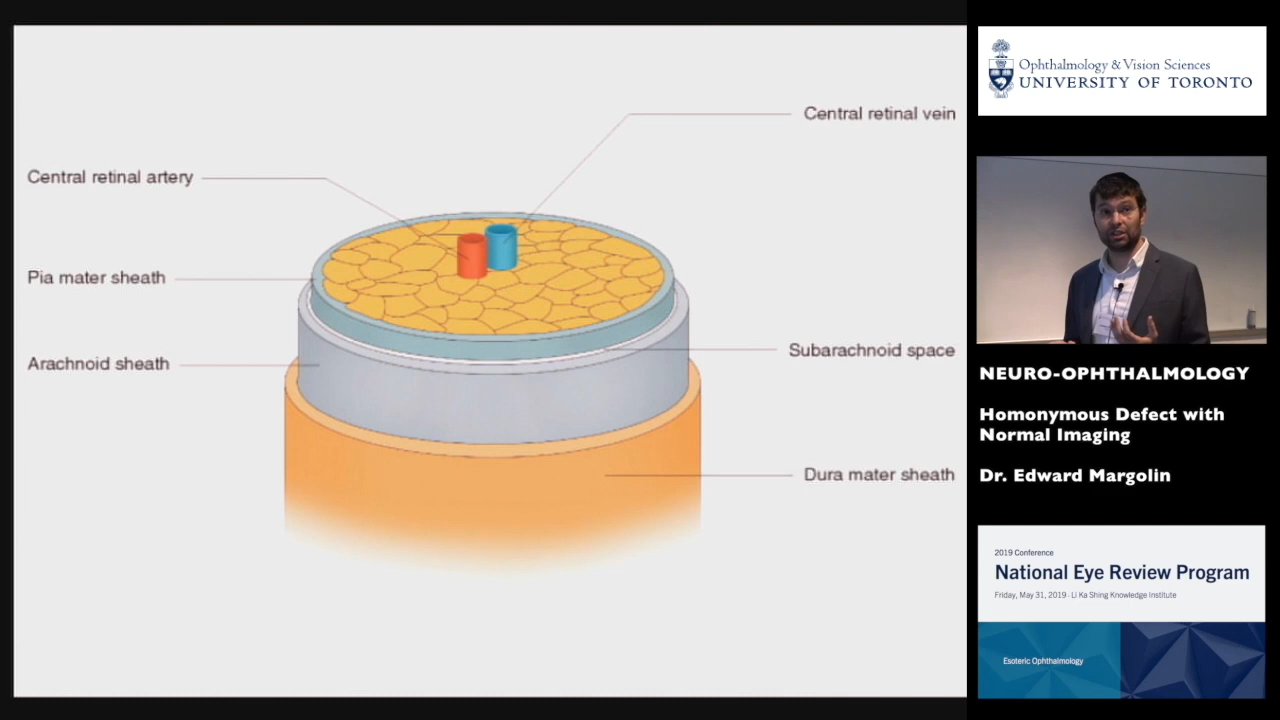 Central retinal vein
Central retinal artery
Pia mater sheath
Arachnoid sheath
Subarachnoid space
Dura mater sheath
Ophthalmology & Vision Sciences
UNIVERSITY OF TORONTO
NEURO-OPHTHALMOLOGY
Homonymous Defect with
Normal Imaging
Dr. Edward Margolin
2019 Conference
National Eye Review Program
Friday, May 31, 2019 - Li Ka Shing Knowledge Institute
Esoteric Ophthalmology